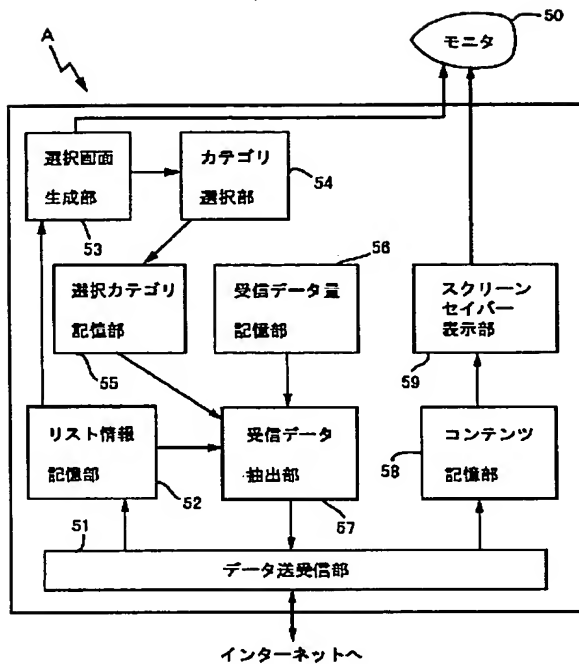 50
モニタ
A
選択画面
生成部
53
カテゴリ
選択部
54
56
選択カテゴリ
記憶部
55
受信データ量
記憶部
スクリーン
セイバー
表示部
59
リスト情報
記憶部
52
受信データ
抽出部
57
コンテンツ
記憶部
58
51
データ送受信部
インターネットへ